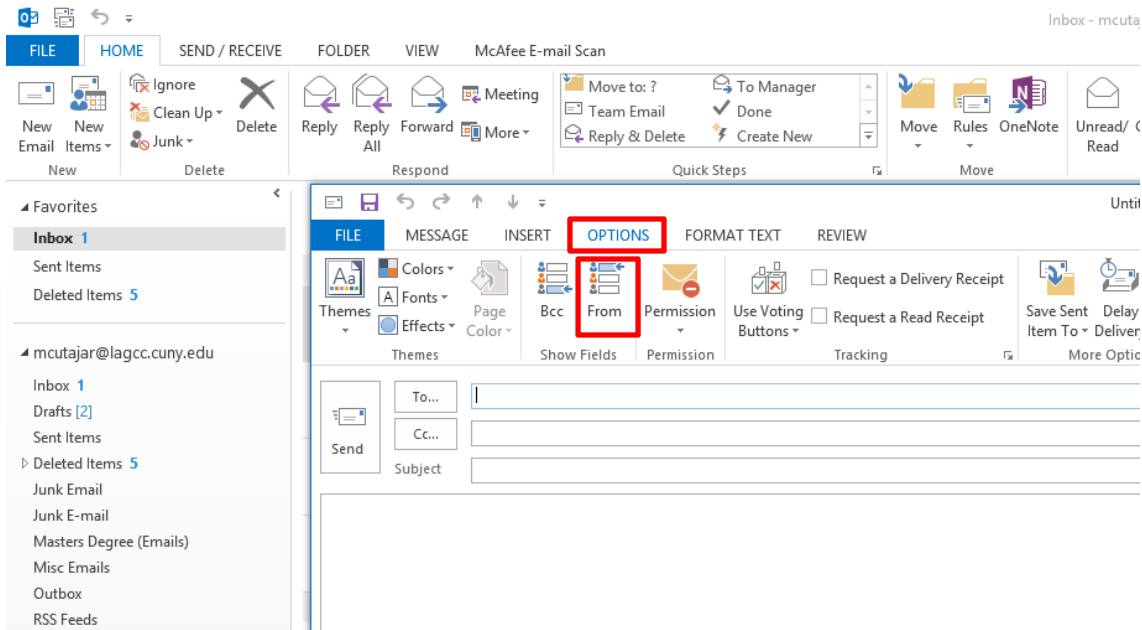 Inbox - mcutaj
FILE HOME SEND / RECEIVE FOLDER VIEW McAfee E-mail Scan
New Email
New Items
New
Ignore
Clean Up
Junk
Delete
Delete
Reply
Reply All
Forward
Meeting
More
Respond
Move to: ?
Team Email
Reply & Delete
To Manager
Done
Create New
Quick Steps
Move
Rules
OneNote
Move
Unread/
Read
Favorites
Inbox 1
Sent Items
Deleted Items 5
mcutajar@lagcc.cuny.edu
Inbox 1
Drafts [2]
Sent Items
Deleted Items 5
Junk Email
Junk E-mail
Masters Degree (Emails)
Misc Emails
Outbox
RSS Feeds
Untit
FILE MESSAGE INSERT OPTIONS FORMAT TEXT REVIEW
Aa
Themes
Colors
A Fonts
Effects
Page
Color
Themes
Bcc
From
Show Fields
Permission
Permission
Use Voting
Buttons
Request a Delivery Receipt
Request a Read Receipt
Tracking
Save Sent
Item To
Delay
Delivery
More Optio
Send
To...
Cc...
Subject